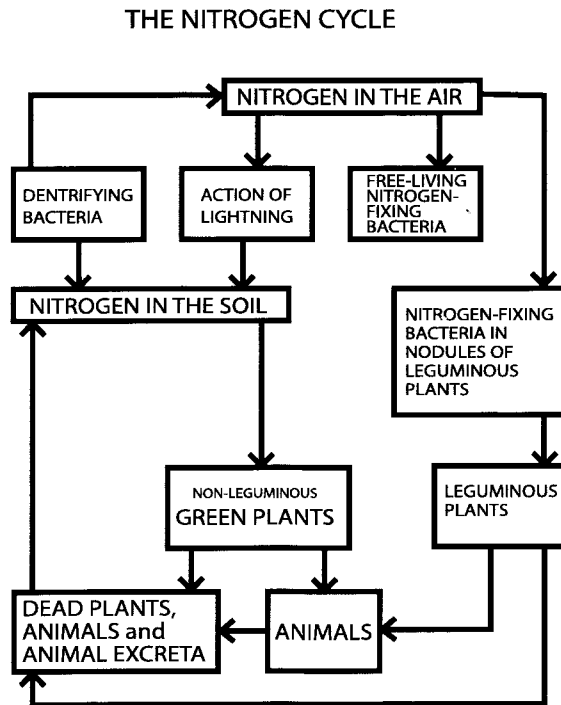 THE NITROGEN CYCLE
NITROGEN IN THE AIR
DENTRIFYING
BACTERIA
ACTION OF
LIGHTNING
FREE-LIVING
NITROGEN-
FIXING
BACTERIA
NITROGEN IN THE SOIL
NITROGEN-FIXING
BACTERIA IN
NODULES OF
LEGUMINOUS
PLANTS
NON-LEGUMINOUS
GREEN PLANTS
LEGUMINOUS
PLANTS
DEAD PLANTS,
ANIMALS and
ANIMAL EXCRETA
ANIMALS